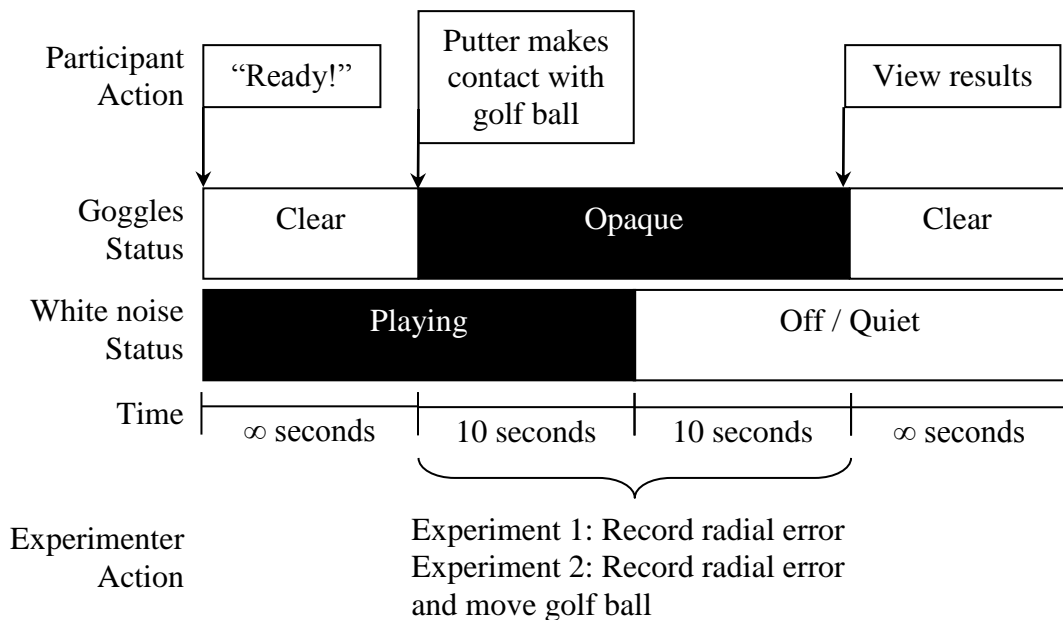 Participant
Action
“Ready!”
Putter makes
contact with
golf ball
View results
Goggles
Status
Clear
Opaque
Clear
White noise
Status
Playing
Off / Quiet
Time
∞ seconds
10 seconds
10 seconds
∞ seconds
Experimenter
Action
Experiment 1: Record radial error
Experiment 2: Record radial error
and move golf ball